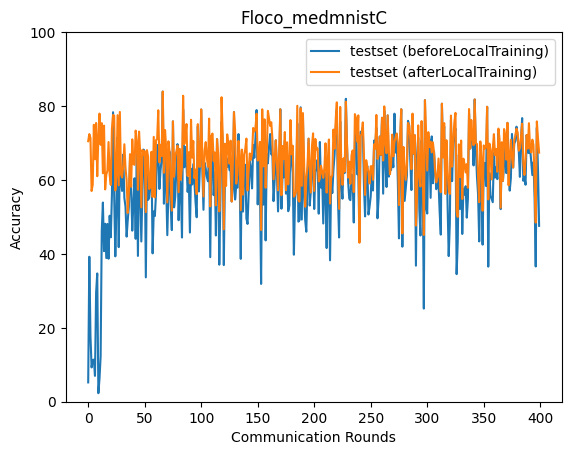 Floco_medmnistC
testset (beforeLocalTraining)
testset (afterLocalTraining)
Accuracy
100
80
60
40
20
0
0 50 100 150 200 250 300 350 400
Communication Rounds